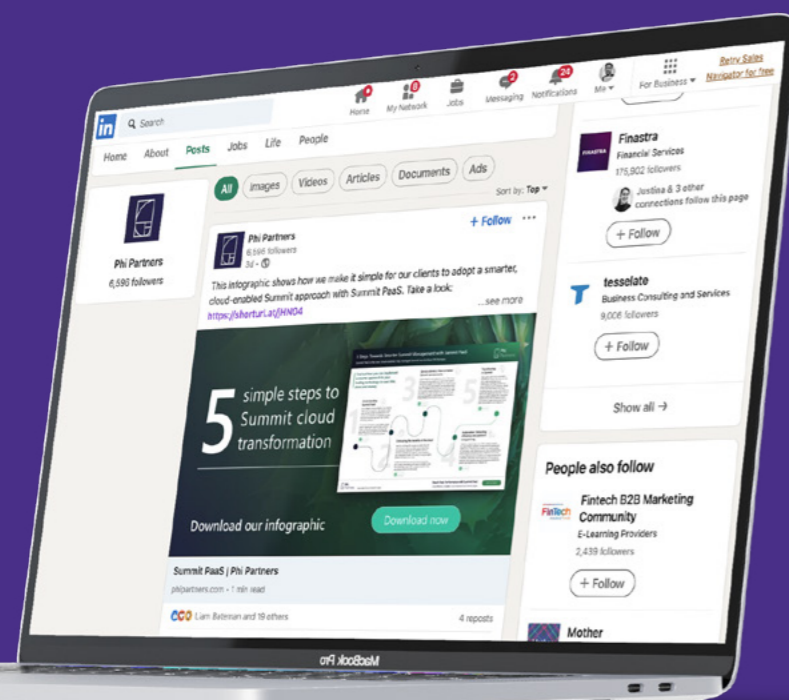 in
Search
Home
My Network
Jobs
Messaging
Notifications
Me
For Business
Retry Sales
Navigator for free
8
2
24
Home
About
Posts
Jobs
Life
People
Phi Partners
6,596 followers
All
Images
Videos
Articles
Documents
Ads
Sort by: Top
Phi Partners
6,596 followers
3d
+ Follow
This infographic shows how we make it simple for our clients to adopt a smarter,
cloud-enabled Summit approach with Summit PaaS. Take a look:
https://shorturl.at/jHN04
...see more
5
simple steps to
Summit cloud
transformation
Download our infographic
Download now
Summit PaaS | Phi Partners
phipartners.com • 1 min read
Liam Bateman and 19 others
4 reposts
FINASTRA
Finastra
Financial Services
175,902 followers
Justina & 3 other
connections follow this page
+ Follow
tesselate
Business Consulting and Services
9,006 followers
+ Follow
Show all →
People also follow
FinTech
Fintech B2B Marketing
Community
E-Learning Providers
2,439 followers
+ Follow
Mother
MacBook Pro